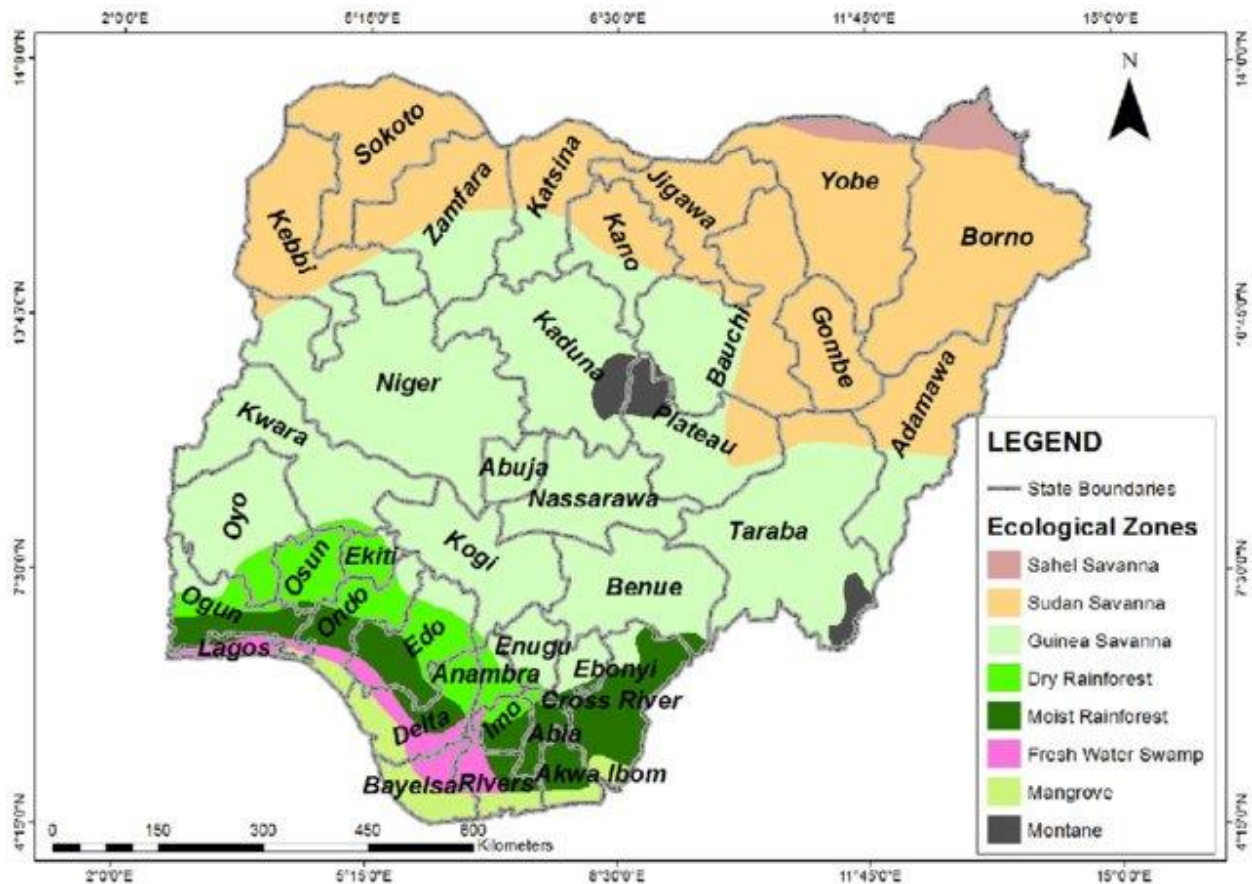 2°0'0"E 5°15'0"E 8°30'0"E 11°45'0"E 15°0'0"E
14°0'0"N
14°0'0"N
N
Sokoto
Katsina
Jigawa
Yobe
Zamfara
Kebbi
Kano
Borno
10°45'0"N
10°45'0"N
Kaduna
Bauchi
Gombe
Niger
Adamawa
Kwara
Plateau
Abuja
Nassarawa
Oyo
Taraba
Kogi
Osun
Ekiti
7°30'0"N
7°30'0"N
Benue
Ogun
Ondo
Edo
Lagos
Enugu
Anambra
Ebonyi
Cross River
Delta
Imo
Abia
Bayelsa
Rivers
Akwa Ibom
LEGEND
State Boundaries
Ecological Zones
Sahel Savanna
Sudan Savanna
Guinea Savanna
Dry Rainforest
Moist Rainforest
Fresh Water Swamp
Mangrove
Montane
4°15'0"N
4°15'0"N
0 150 300 450 600
Kilometers
2°0'0"E 5°15'0"E 8°30'0"E 11°45'0"E 15°0'0"E